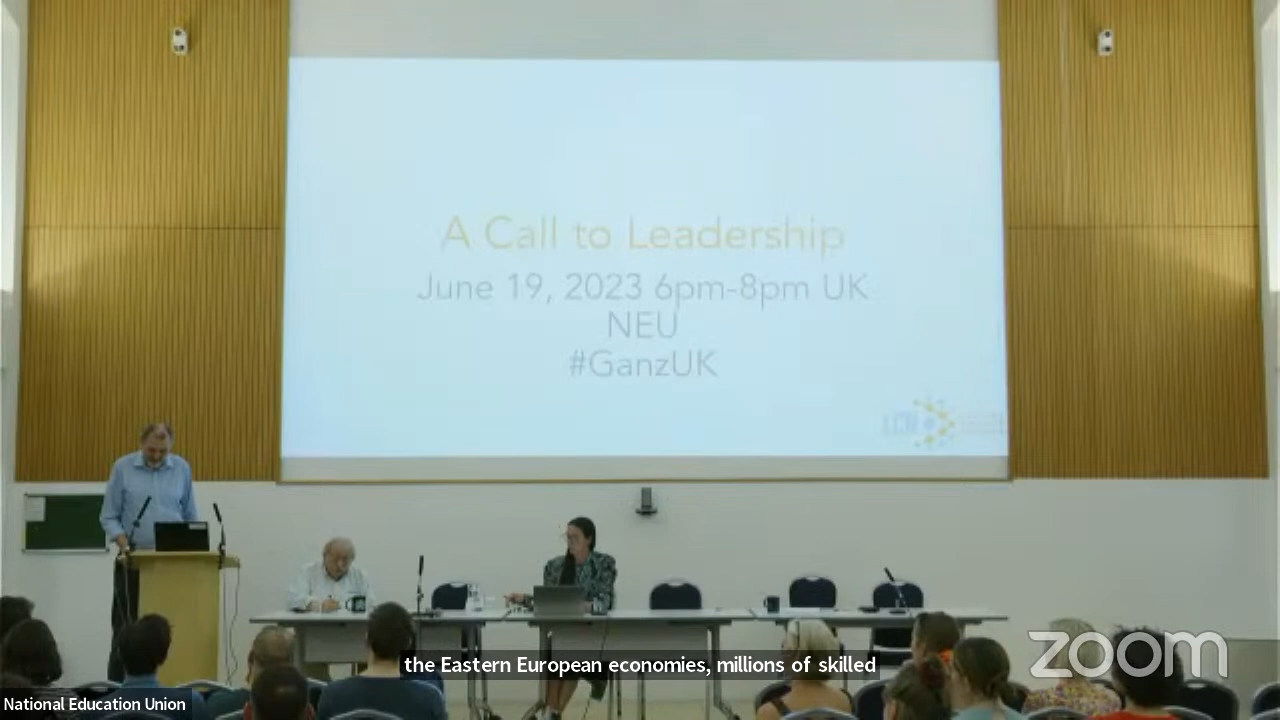 A Call to Leadership
June 19, 2023 6pm-8pm UK
NEU
#GanzUK
the Eastern European economies, millions of skilled
zoom
National Education Union